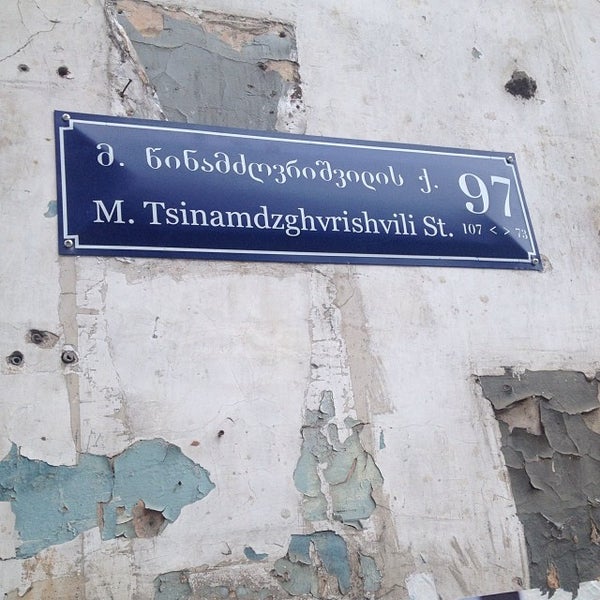 მ. წინამძღვრიშვილის ქ. 97
M. Tsinamdzghvrishvili St. 107 < > 73